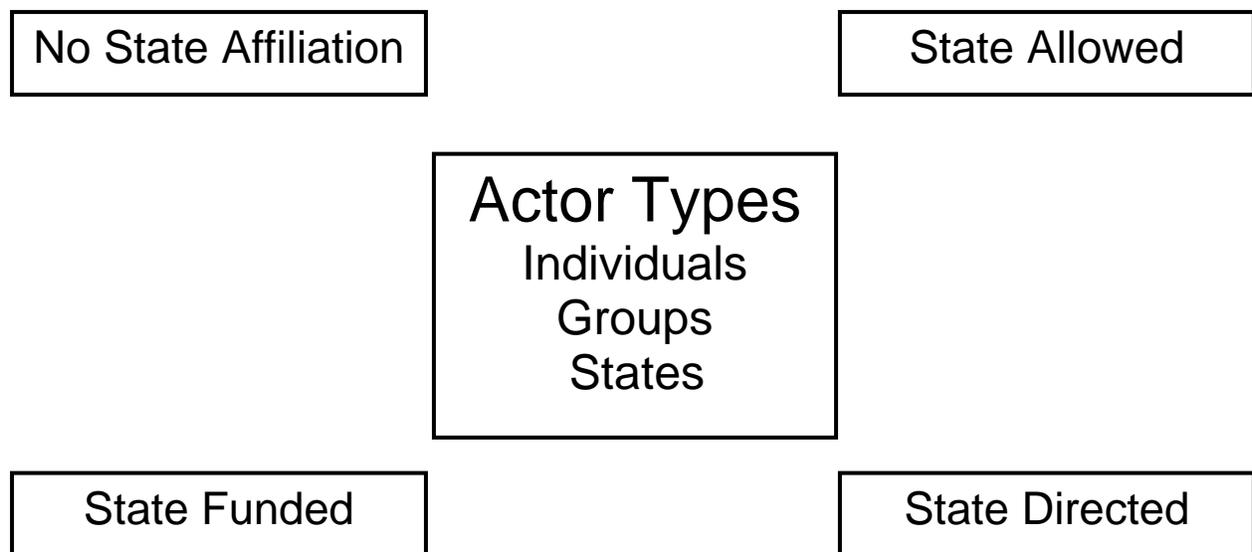 No State Affiliation
State Allowed
Actor Types
Individuals
Groups
States
State Funded
State Directed